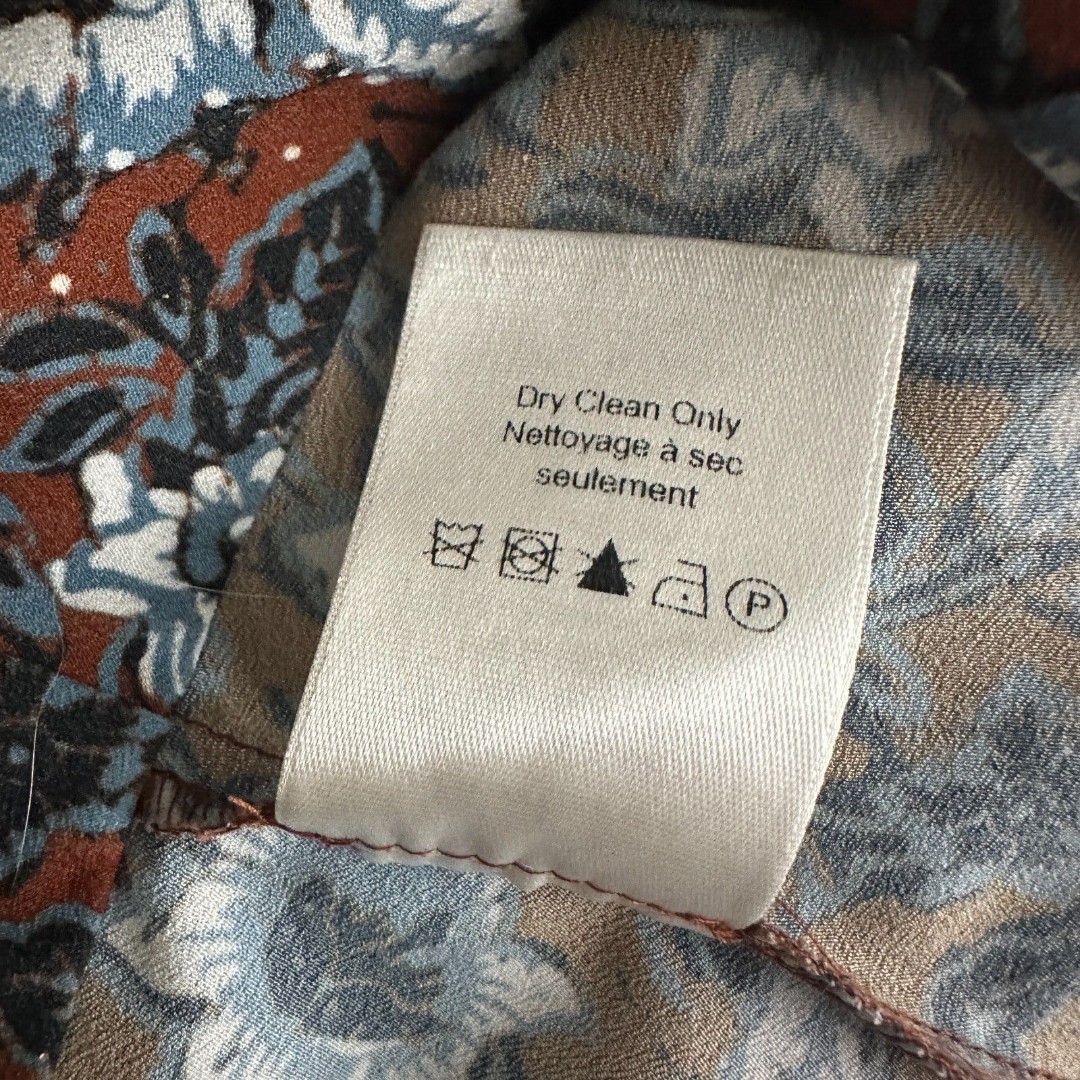 Dry Clean Only
Nettoyage à sec
seulement
P